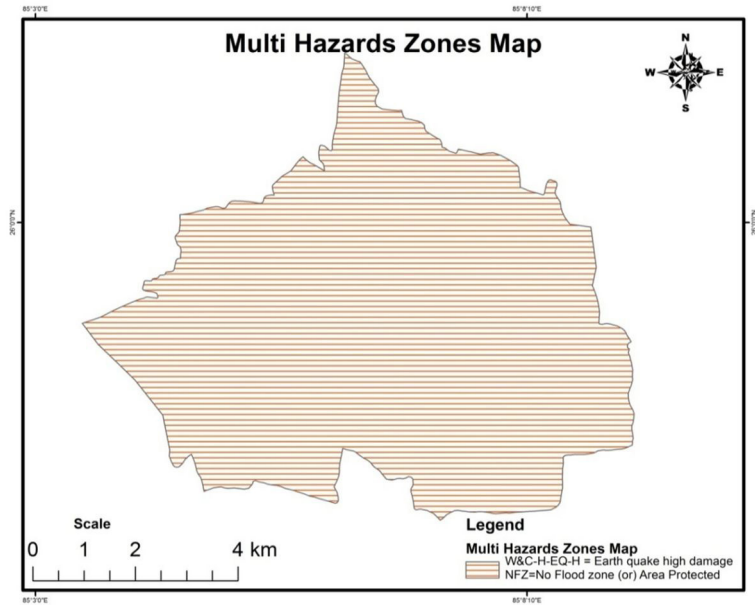 85°3'0"E 85°8'10"E
Multi Hazards Zones Map
N
W E
S
26°0'0"N
Scale
0 1 2 4 km
Legend
Multi Hazards Zones Map
W&C-H-EQ-H = Earth quake high damage
NFZ=No Flood zone (or) Area Protected
85°3'0"E 85°8'10"E